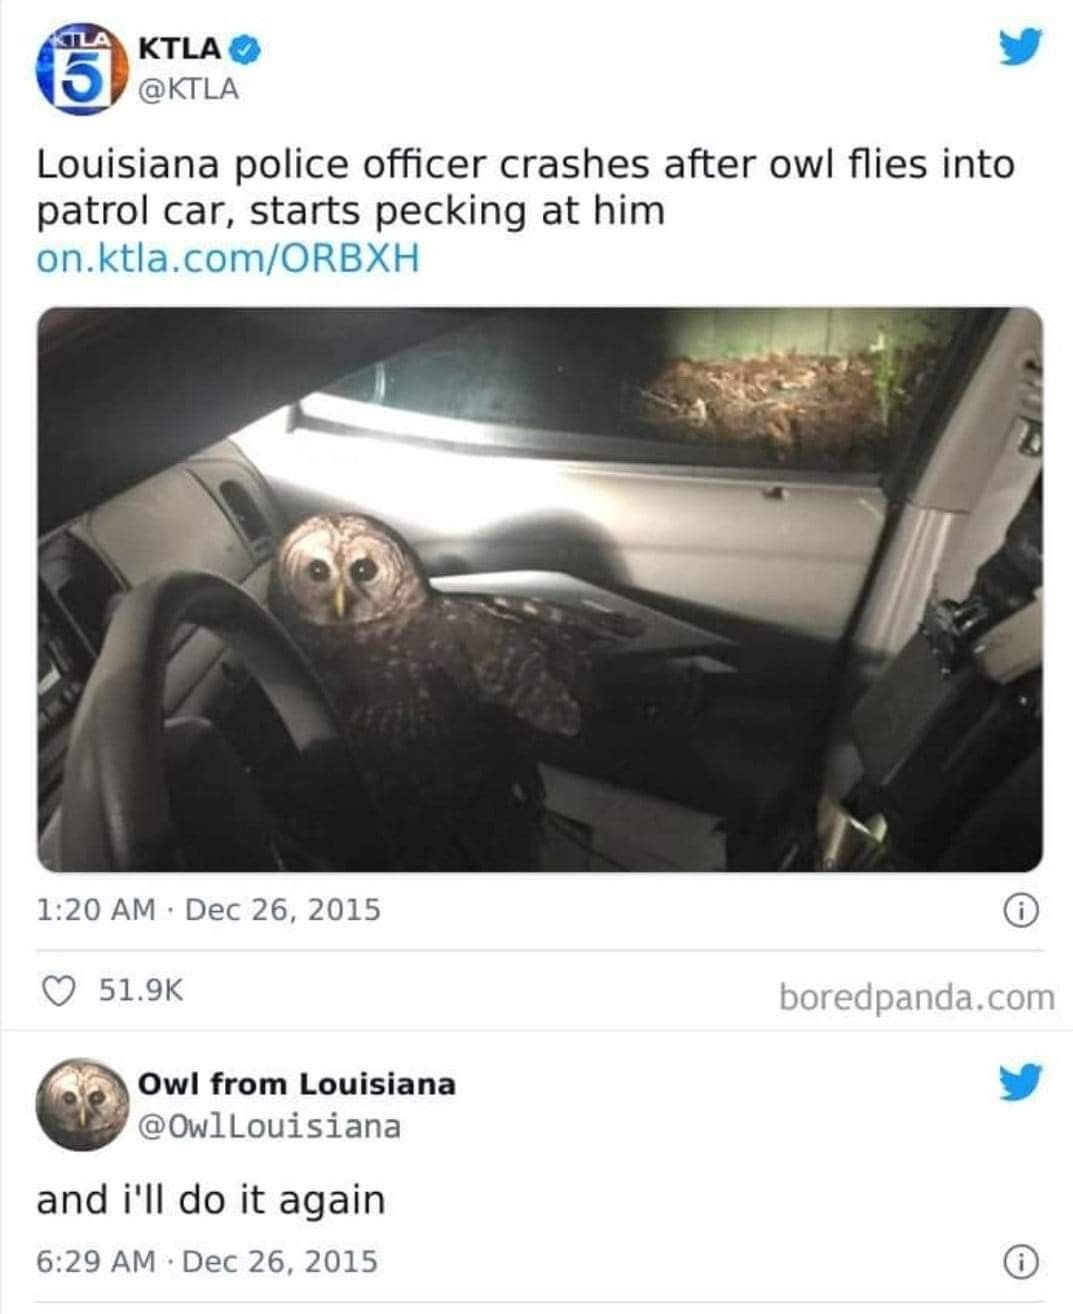 KTLA
5
KTLA
@KTLA
Louisiana police officer crashes after owl flies into
patrol car, starts pecking at him
on.ktla.com/ORBXH
1:20 AM · Dec 26, 2015
51.9K
boredpanda.com
Owl from Louisiana
@OwlLouisiana
and i'll do it again
6:29 AM · Dec 26, 2015